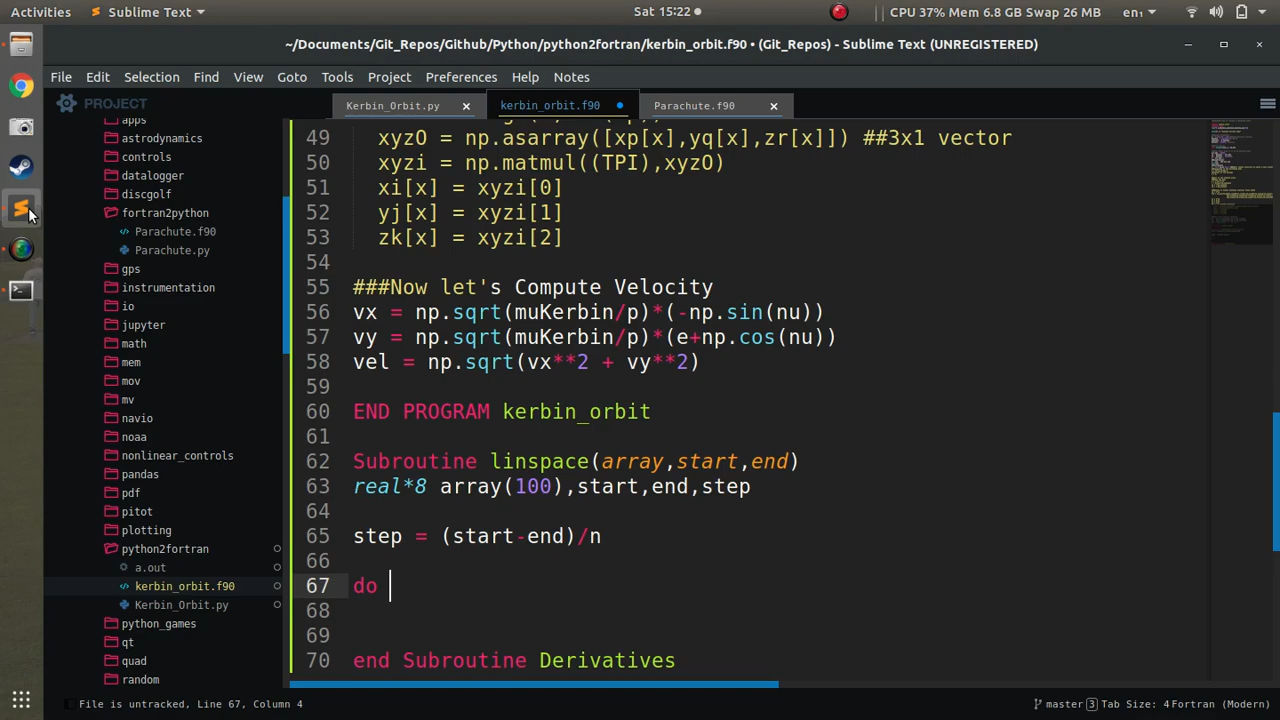 Activities
Sublime Text
Sat 15:22
CPU 37% Mem 6.8 GB Swap 26 MB
en₁
~/Documents/Git_Repos/Github/Python/python2fortran/kerbin_orbit.f90 • (Git_Repos) - Sublime Text (UNREGISTERED)
File Edit Selection Find View Goto Tools Project Preferences Help Notes
PROJECT
Kerbin_Orbit.py
kerbin_orbit.f90
Parachute.f90
apps
astrodynamics
controls
datalogger
discgolf
fortran2python
Parachute.f90
Parachute.py
gps
instrumentation
io
jupyter
math
mem
mov
mv
navio
noaa
nonlinear_controls
pandas
pdf
pitot
plotting
python2fortran
a.out
kerbin_orbit.f90
Kerbin_Orbit.py
python_games
qt
quad
random
49 xyzO = np.asarray([xp[x],yq[x],zr[x]]) ##3x1 vector
50 xyzi = np.matmul((TPI),xyzO)
51 xi[x] = xyzi[0]
52 yj[x] = xyzi[1]
53 zk[x] = xyzi[2]
54
55 ###Now let's Compute Velocity
56 vx = np.sqrt(muKerbin/p)*(-np.sin(nu))
57 vy = np.sqrt(muKerbin/p)*(e+np.cos(nu))
58 vel = np.sqrt(vx**2 + vy**2)
59
60 END PROGRAM kerbin_orbit
61
62 Subroutine linspace(array,start,end)
63 real*8 array(100),start,end,step
64
65 step = (start-end)/n
66
67 do
68
69
70 end Subroutine Derivatives
File is untracked, Line 67, Column 4
master 3 Tab Size: 4 Fortran (Modern)